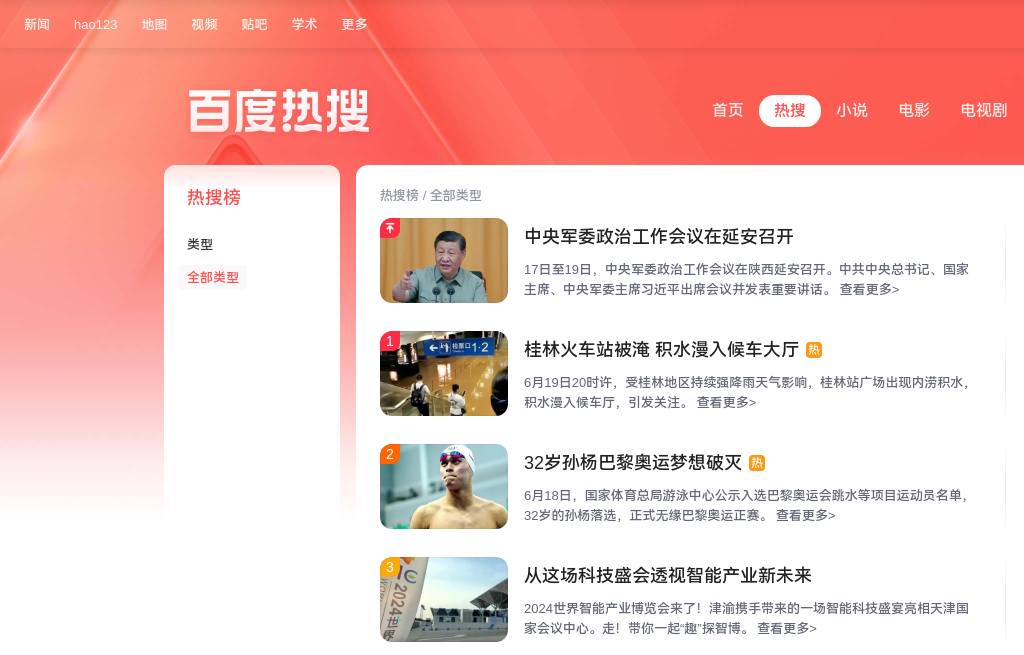 新闻 hao123 地图 视频 贴吧 学术 更多
百度热搜
首页 热搜 小说 电影 电视剧
热搜榜
类型
全部类型
热搜榜 / 全部类型
中央军委政治工作会议在延安召开
17日至19日，中央军委政治工作会议在陕西延安召开。中共中央总书记、国家
主席、中央军委主席习近平出席会议并发表重要讲话。 查看更多>
1
检票口1·2
桂林火车站被淹 积水漫入候车大厅 热
6月19日20时许，受桂林地区持续强降雨天气影响，桂林站广场出现内涝积水，
积水漫入候车厅，引发关注。 查看更多>
2
32岁孙杨巴黎奥运梦想破灭 热
6月18日，国家体育总局游泳中心公示入选巴黎奥运会跳水等项目运动员名单，
32岁的孙杨落选，正式无缘巴黎奥运正赛。 查看更多>
3
2024世界
从这场科技盛会透视智能产业新未来
2024世界智能产业博览会来了！津渝携手带来的一场智能科技盛宴亮相天津国
家会议中心。走！带你一起“趣”探智博。 查看更多>